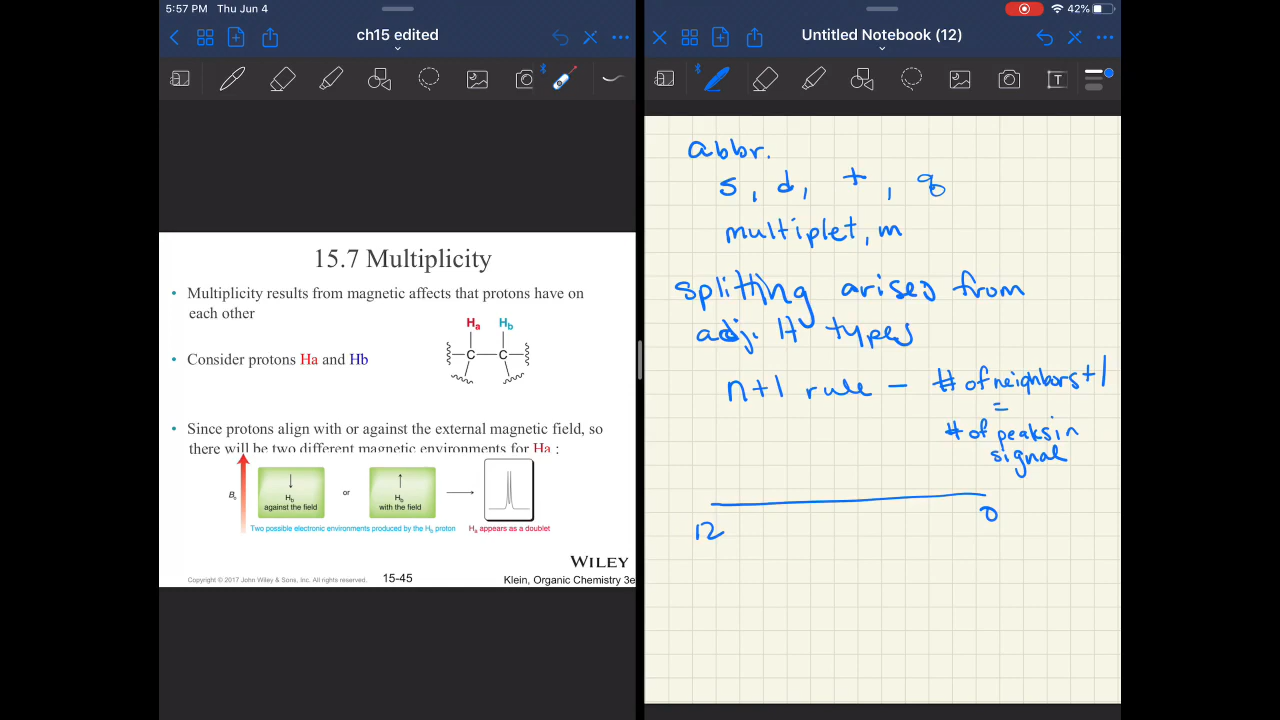 5:57 PM Thu Jun 4
42%
ch15 edited
Untitled Notebook (12)
T
15.7 Multiplicity
• Multiplicity results from magnetic affects that protons have on
each other
Ha Hb
C C
• Consider protons Ha and Hb
• Since protons align with or against the external magnetic field, so
there will be two different magnetic environments for Ha :
Hb
against the field
or
Hb
with the field
Two possible electronic environments produced by the Hb proton
Ha appears as a doublet
WILEY
Copyright © 2017 John Wiley & Sons, Inc. All rights reserved.
15-45
Klein, Organic Chemistry 3e
abbr.
s, d, t, q
multiplet, m
splitting arises from
adj. H types
n+1 rule — # of neighbors +1
=
# of peaks in
signal
12 0